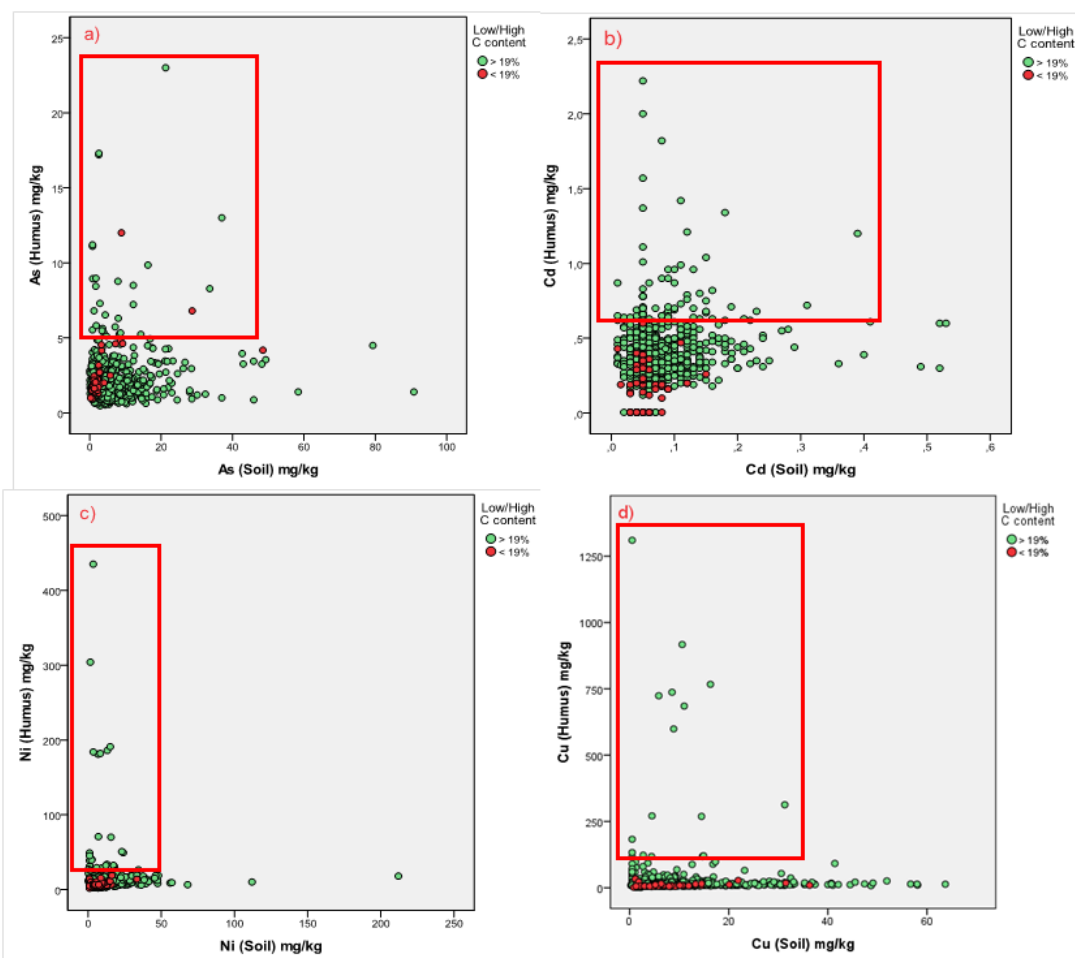 a)
Low/High
C content
> 19%
< 19%
25
20
15
10
5
0
As (Humus) mg/kg
0 20 40 60 80 100
As (Soil) mg/kg
b)
Low/High
C content
> 19%
< 19%
2,5
2,0
1,5
1,0
,5
,0
Cd (Humus) mg/kg
,0 ,1 ,2 ,3 ,4 ,5 ,6
Cd (Soil) mg/kg
c)
Low/High
C content
> 19%
< 19%
500
400
300
200
100
0
Ni (Humus) mg/kg
0 50 100 150 200 250
Ni (Soil) mg/kg
d)
Low/High
C content
> 19%
< 19%
1250
1000
750
500
250
0
Cu (Humus) mg/kg
0 20 40 60
Cu (Soil) mg/kg